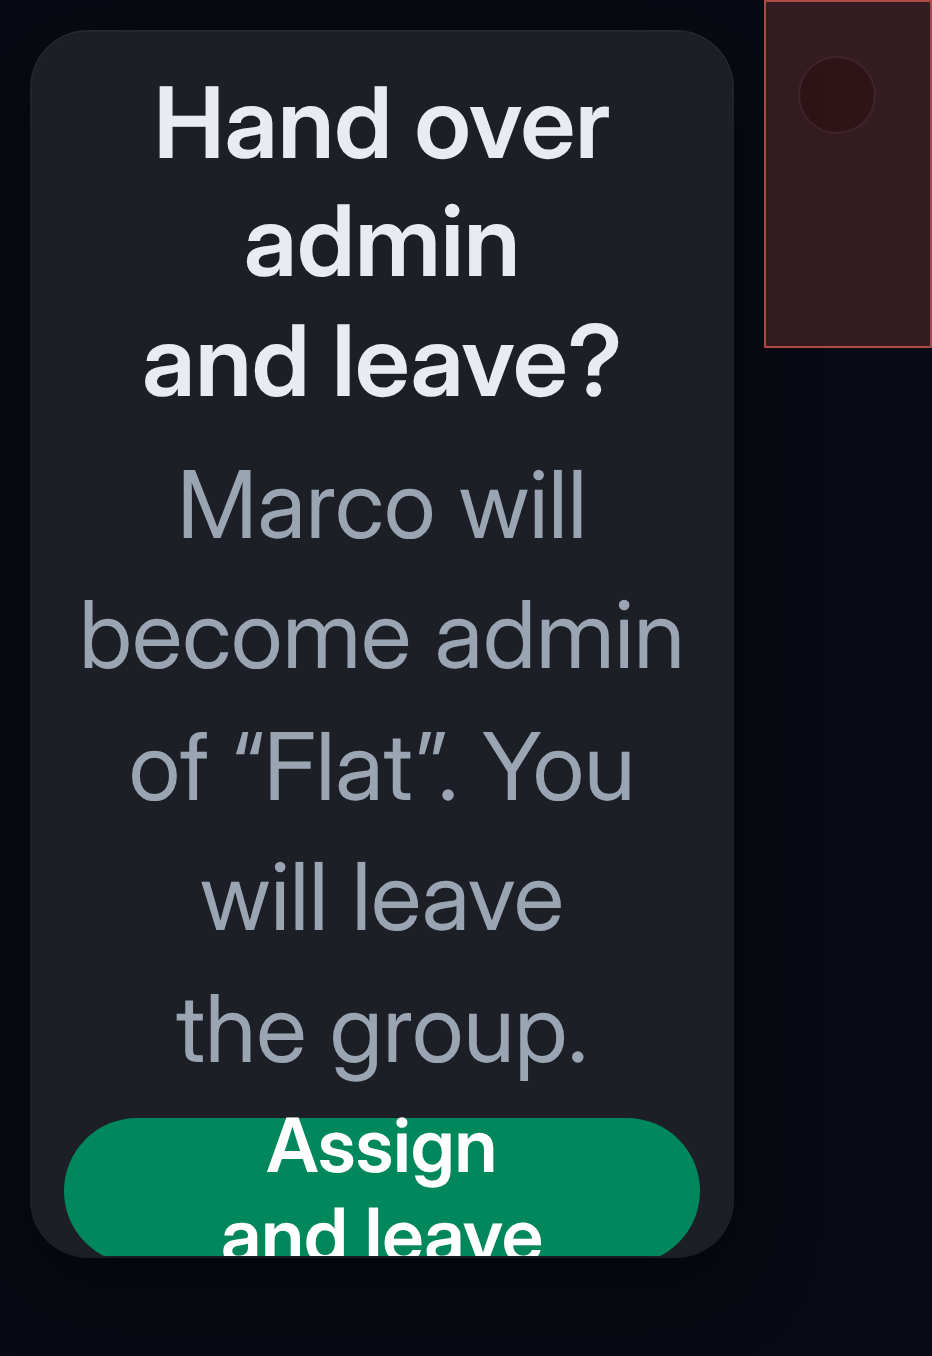 Hand over
admin
and leave?
Marco will
become admin
of “Flat”. You
will leave
the group.
Assign
and leave